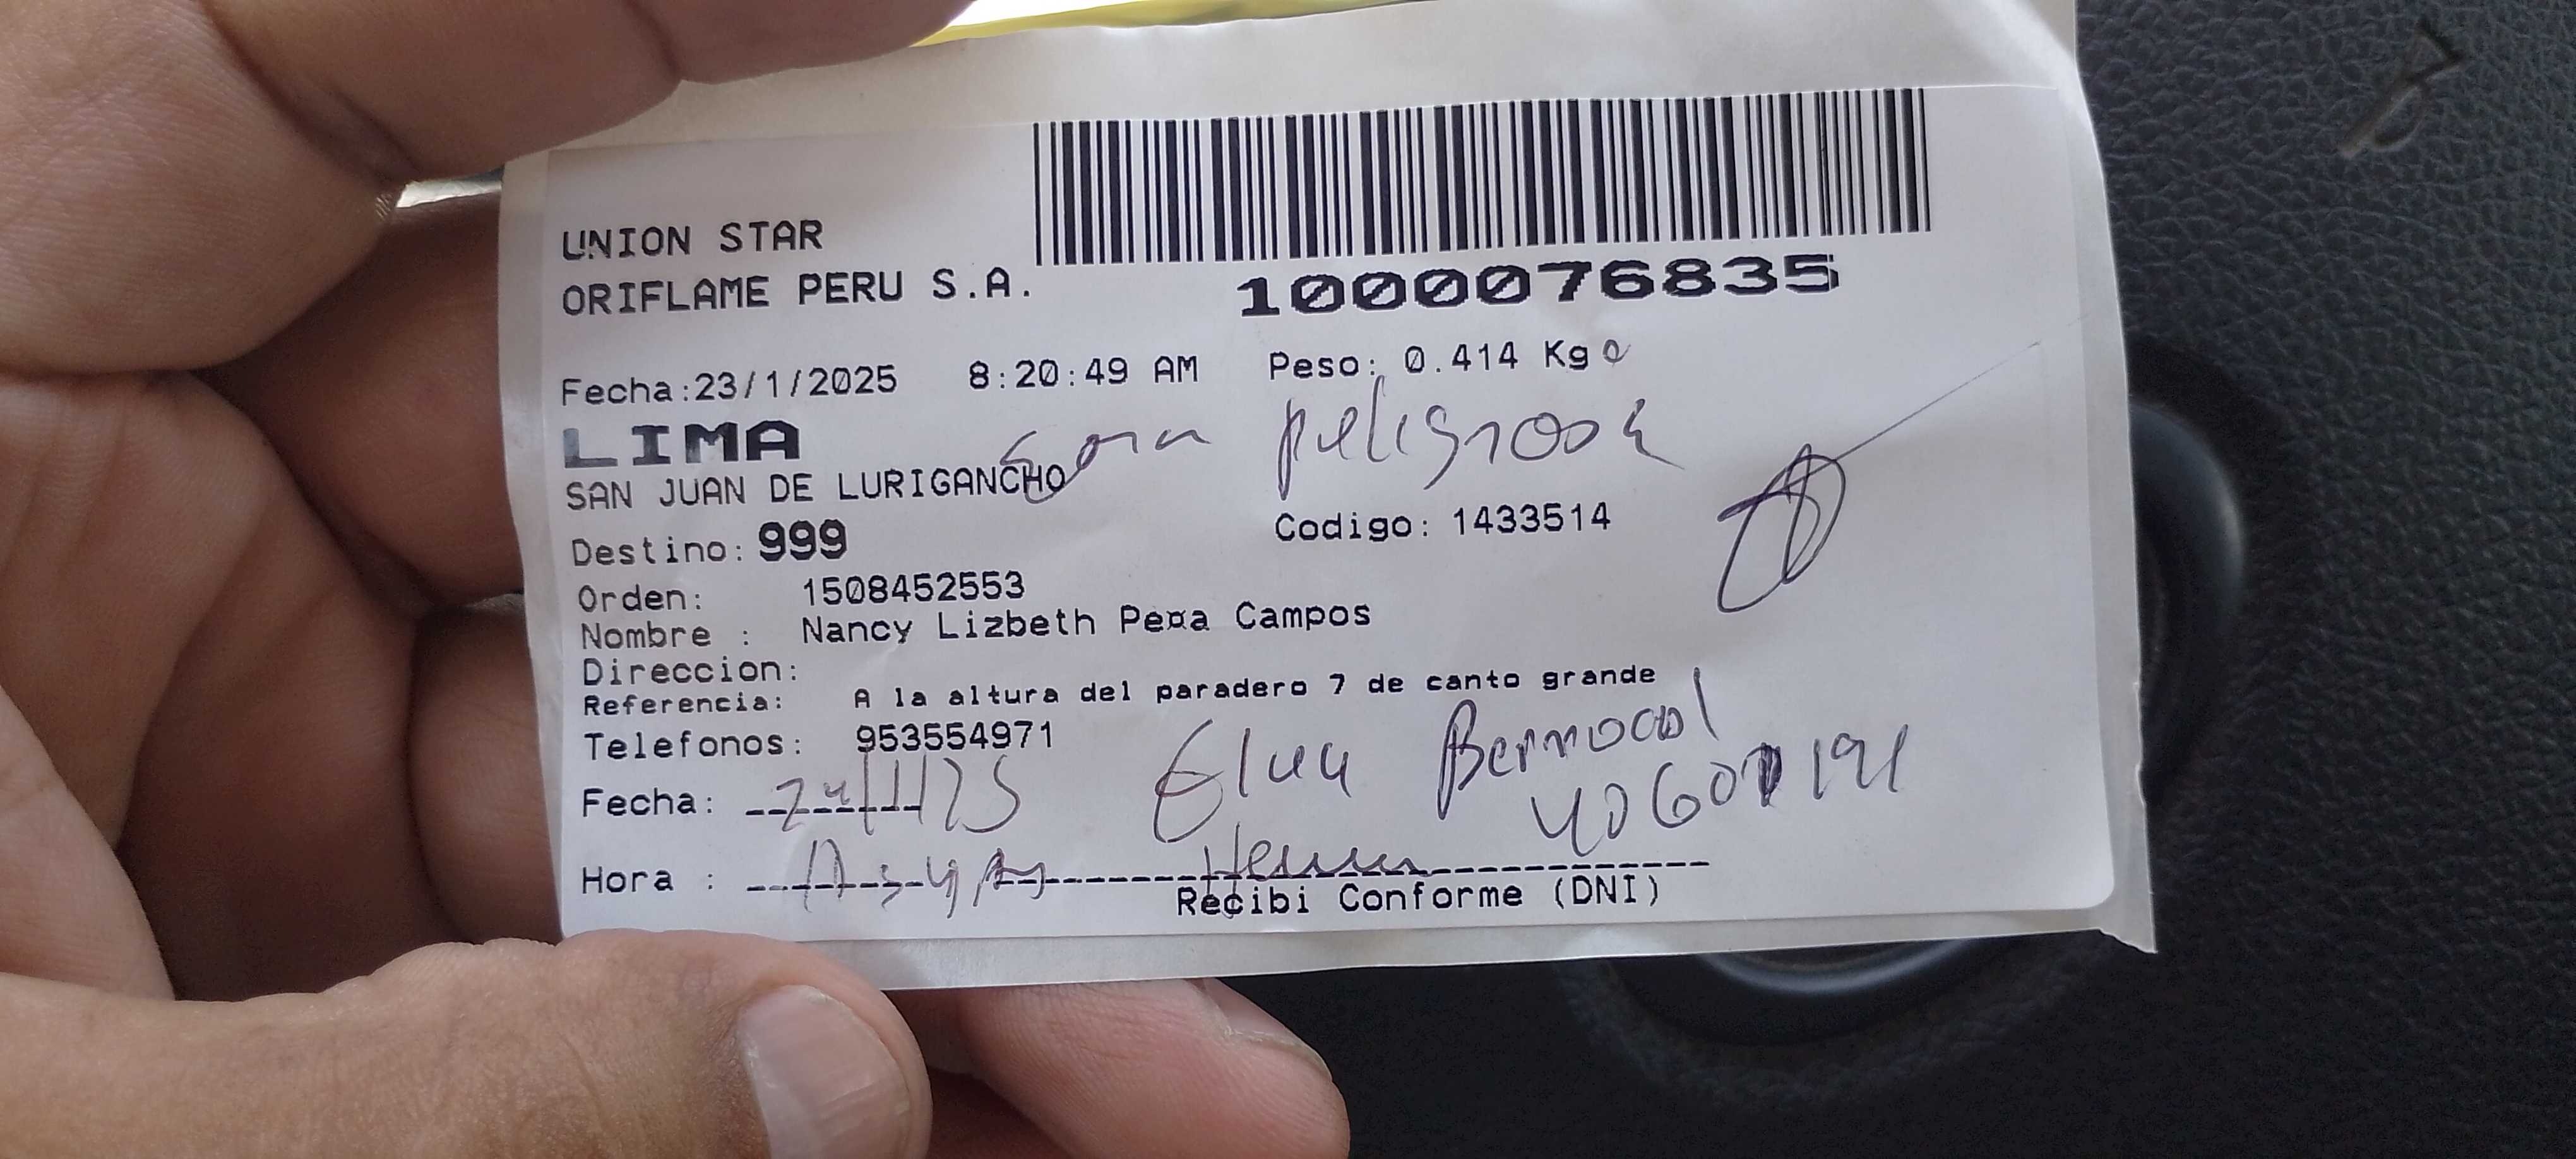 UNION STAR
ORIFLAME PERU S.A.
1000076835
Fecha:23/1/2025 8:20:49 AM Peso: 0.414 Kg
LIMA
Zona peligrosa
SAN JUAN DE LURIGANCHO
Destino: 999 Codigo: 1433514
Orden: 1508452553
Nombre : Nancy Lizbeth Pe¤a Campos
Direccion:
Referencia: A la altura del paradero 7 de canto grande
Telefonos: 953554971
Fecha: 24/1/25
Hora :
Recibi Conforme (DNI)